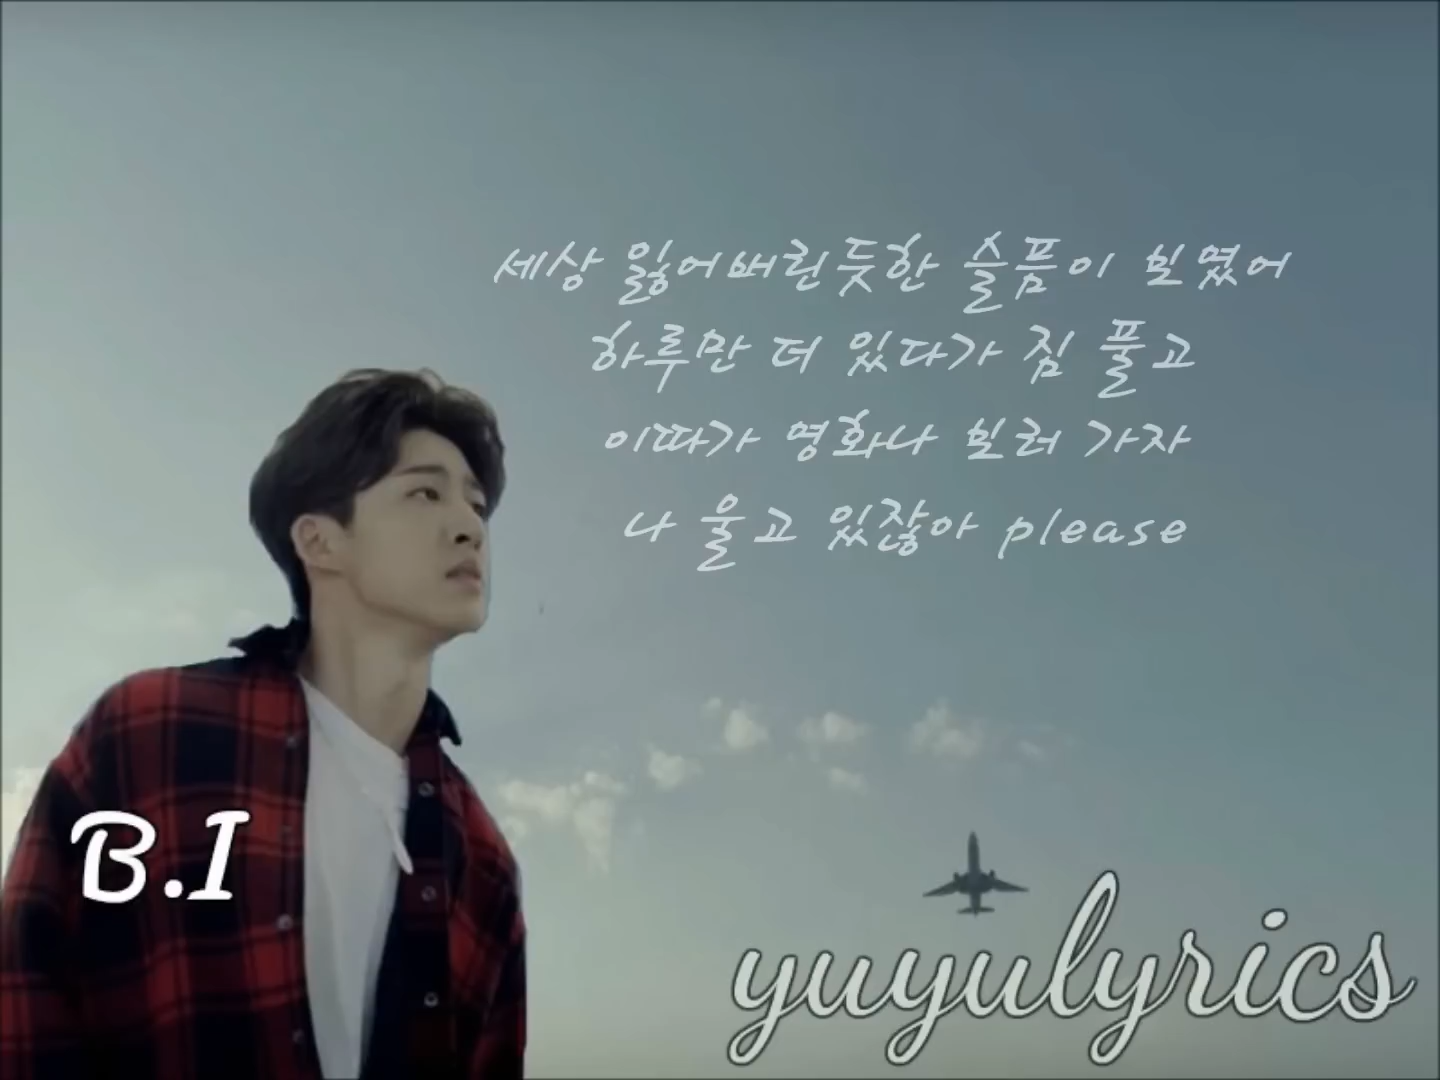 세상 잃어버린듯한 슬픔이 보였어
하루만 더 있다가 짐 풀고
이따가 영화나 보러 가자
나 울고 있잖아 please
B.I
yuyulyrics